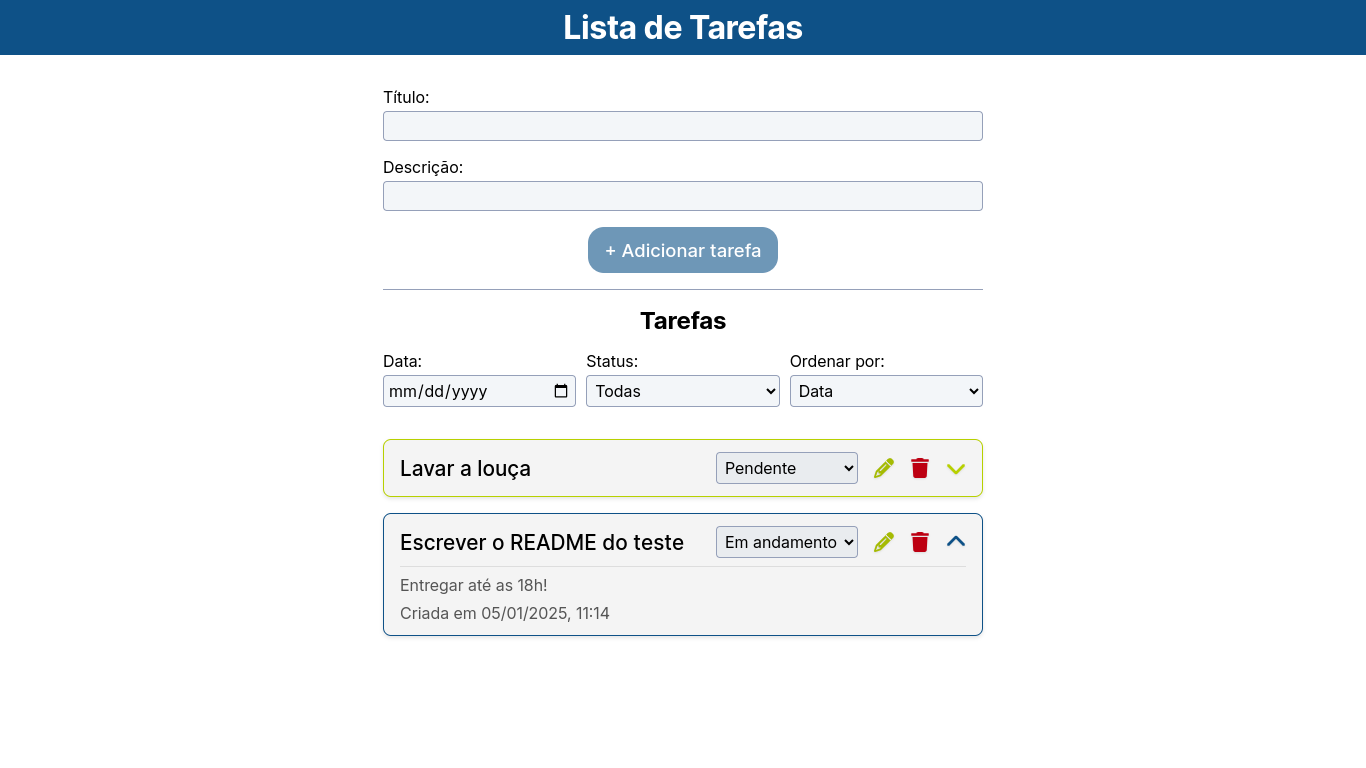 Lista de Tarefas
Título:
Descrição:
+ Adicionar tarefa
Tarefas
Data: Status: Ordenar por:
mm/dd/yyyy Todas Data
Lavar a louça Pendente
Escrever o README do teste Em andamento
Entregar até as 18h!
Criada em 05/01/2025, 11:14